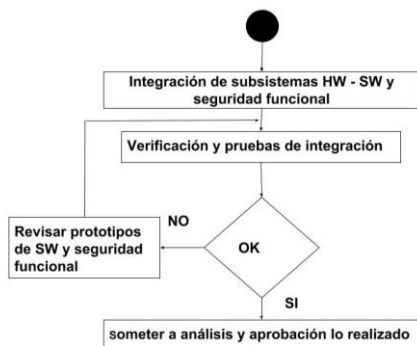 Integración de subsistemas HW - SW y
seguridad funcional
Verificación y pruebas de integración
NO
Revisar prototipos
de SW y seguridad
funcional
OK
SI
someter a análisis y aprobación lo realizado